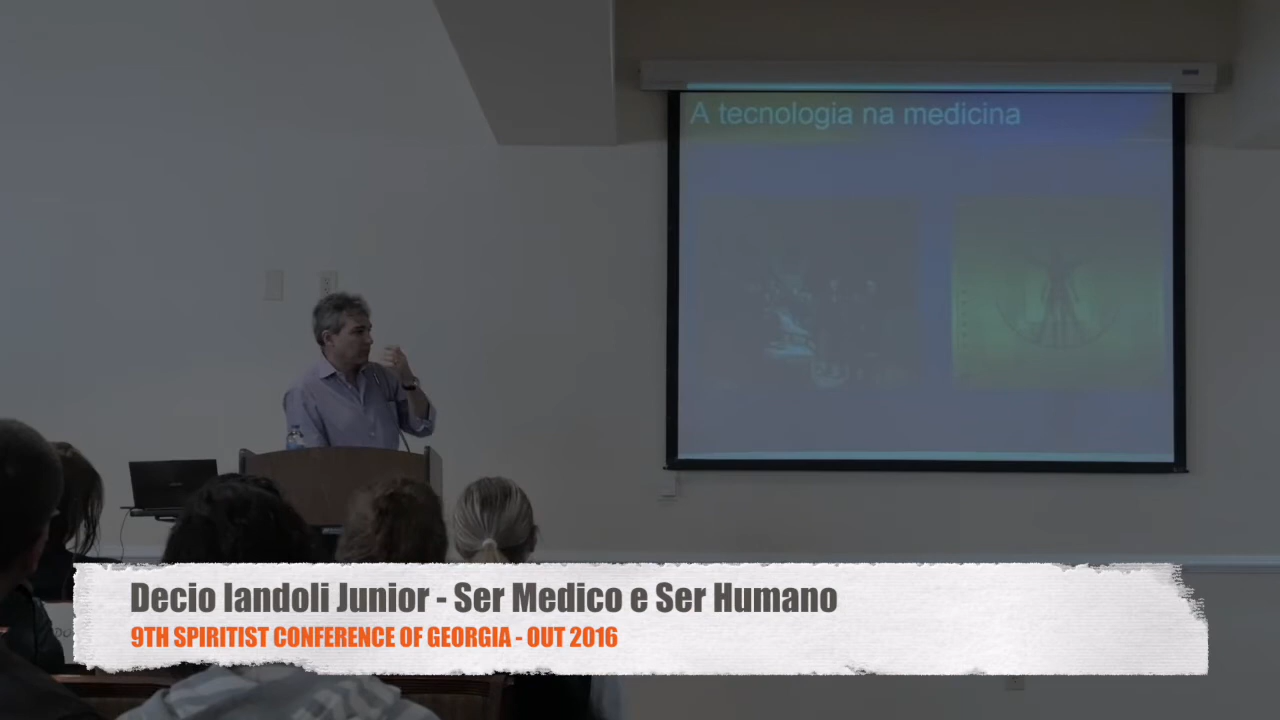 A tecnologia na medicina
Decio Iandoli Junior - Ser Medico e Ser Humano
9TH SPIRITIST CONFERENCE OF GEORGIA - OUT 2016